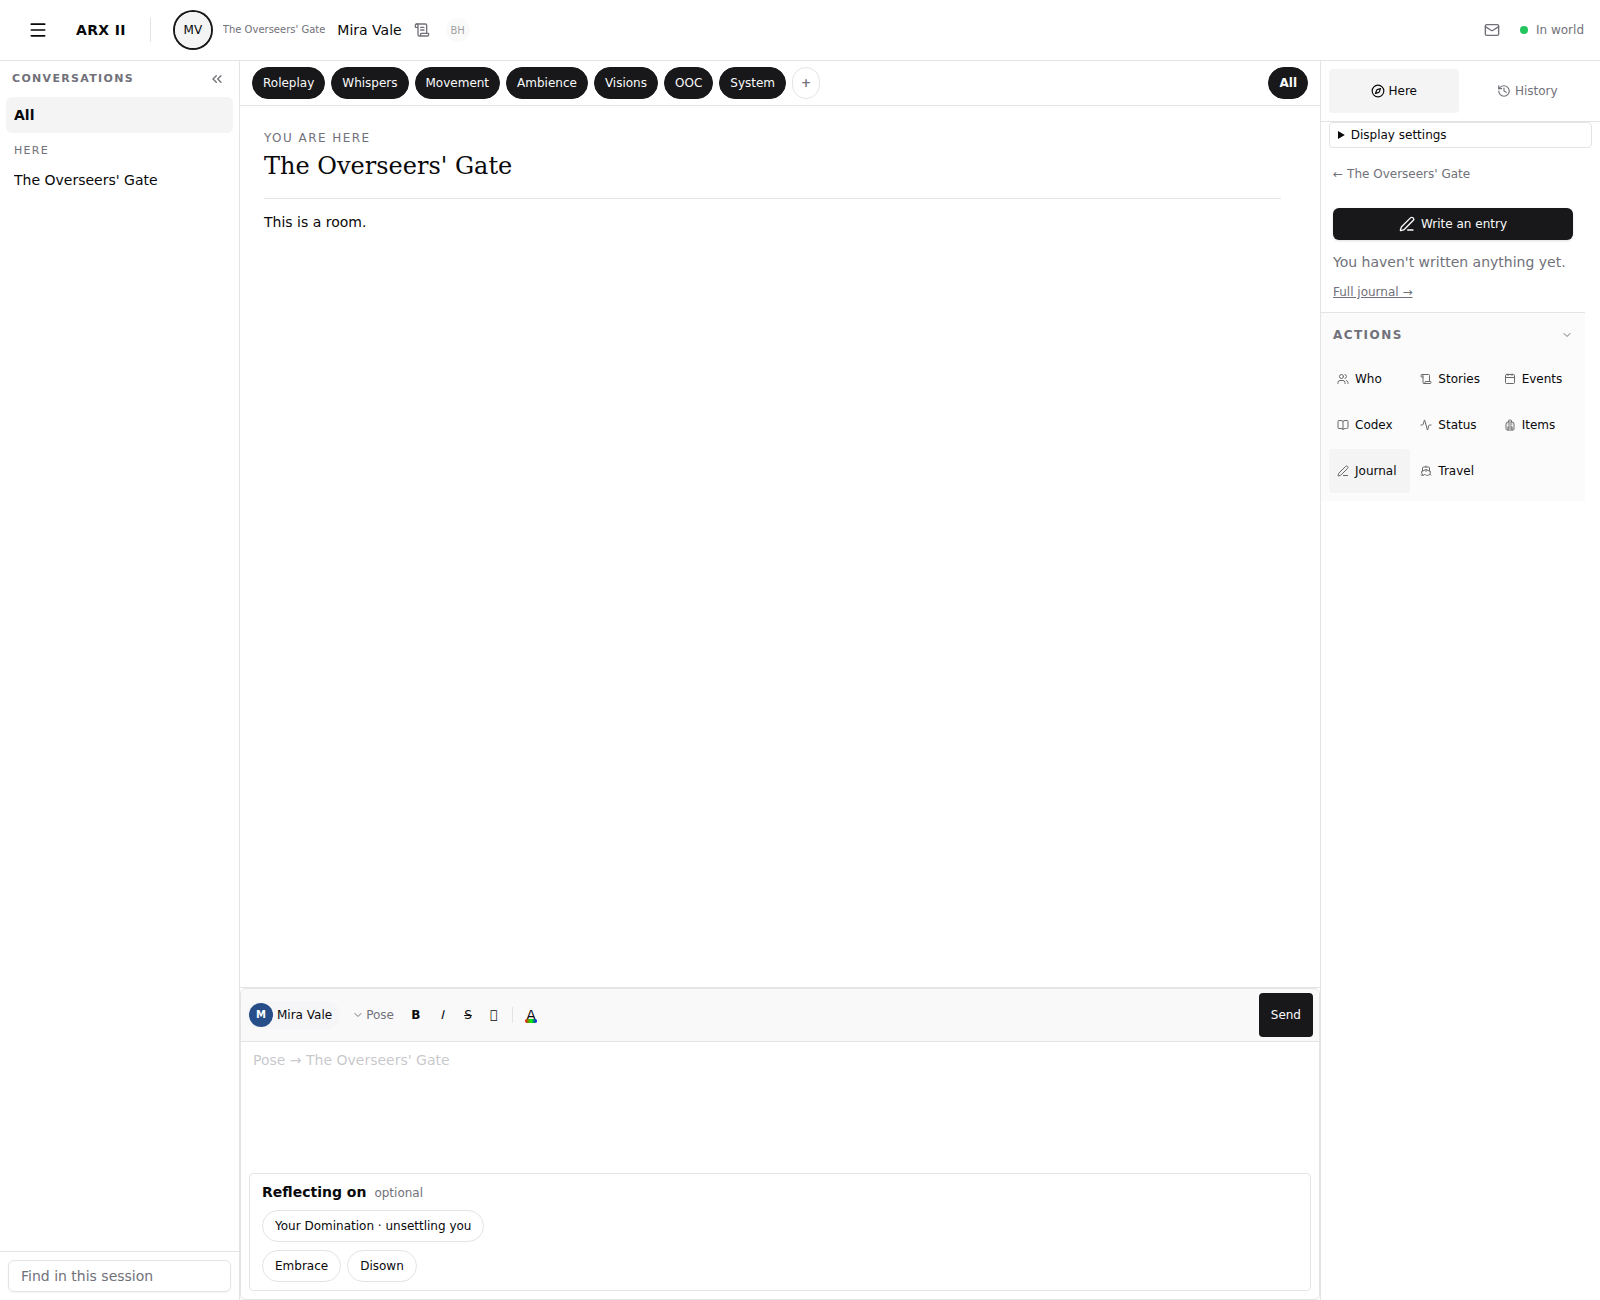 ARX II
MV
The Overseers' Gate
Mira Vale
BH
In world
CONVERSATIONS
All
HERE
The Overseers' Gate
Find in this session
Roleplay
Whispers
Movement
Ambience
Visions
OOC
System
+
All
YOU ARE HERE
The Overseers' Gate
This is a room.
M
Mira Vale
Pose
B
I
S
A
Send
Pose → The Overseers' Gate
Reflecting on optional
Your Domination · unsettling you
Embrace
Disown
Here
History
Display settings
← The Overseers' Gate
Write an entry
You haven't written anything yet.
Full journal →
ACTIONS
Who
Stories
Events
Codex
Status
Items
Journal
Travel